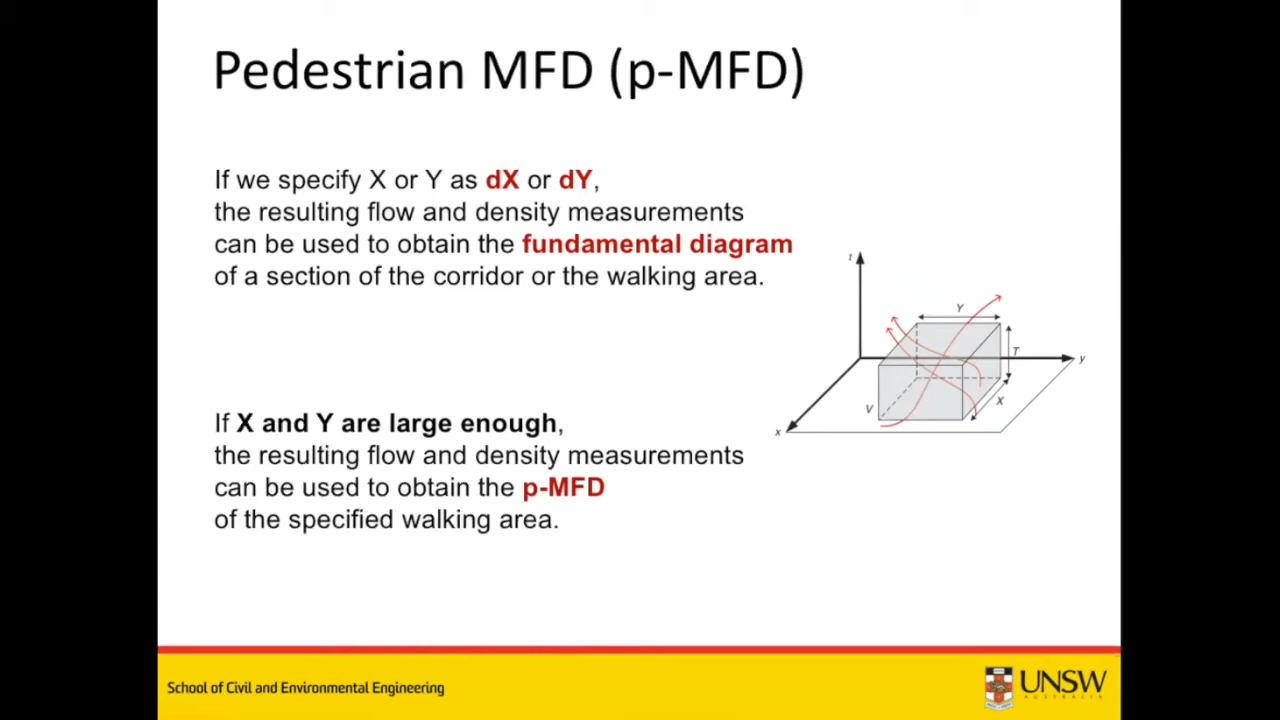 Pedestrian MFD (p-MFD)
If we specify X or Y as dX or dY,
the resulting flow and density measurements
can be used to obtain the fundamental diagram
of a section of the corridor or the walking area.
t
Y
T
y
X
V
x
If X and Y are large enough,
the resulting flow and density measurements
can be used to obtain the p-MFD
of the specified walking area.
School of Civil and Environmental Engineering
UNSW
AUSTRALIA